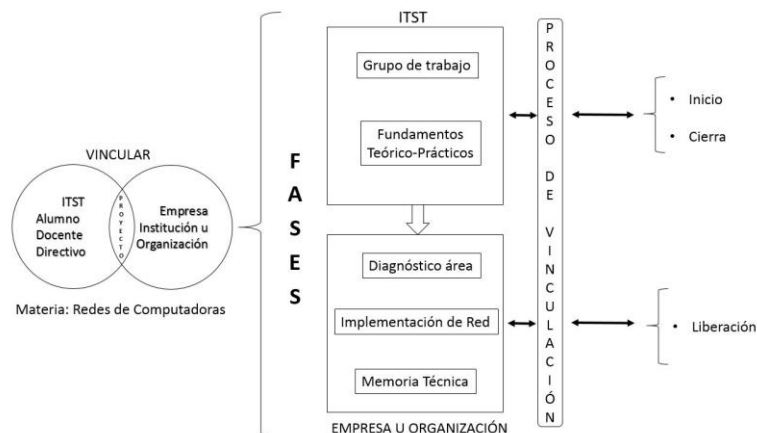 VINCULAR
ITST
Alumno
Docente
Directivo
PROYECTO
Empresa
Institución u
Organización
Materia: Redes de Computadoras
FASES
ITST
Grupo de trabajo
Fundamentos
Teórico-Prácticos
Diagnóstico área
Implementación de Red
Memoria Técnica
EMPRESA U ORGANIZACIÓN
PROCESO DE VINCULACIÓN
• Inicio
• Cierra
• Liberación